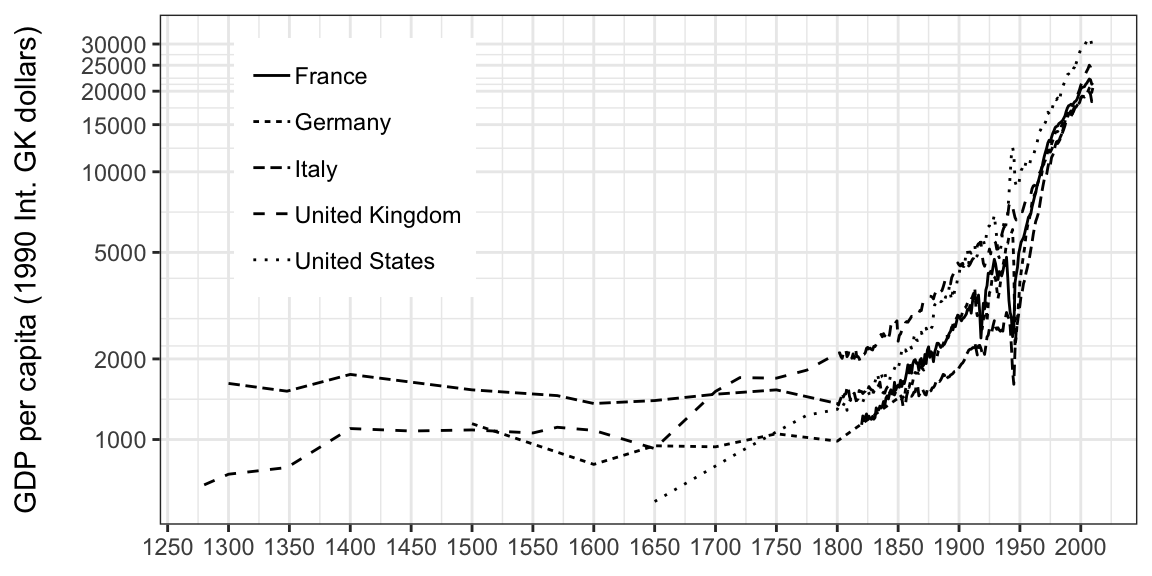 GDP per capita (1990 Int. GK dollars)
30000
25000
20000
15000
10000
5000
2000
1000
France
Germany
Italy
United Kingdom
United States
1250 1300 1350 1400 1450 1500 1550 1600 1650 1700 1750 1800 1850 1900 1950 2000